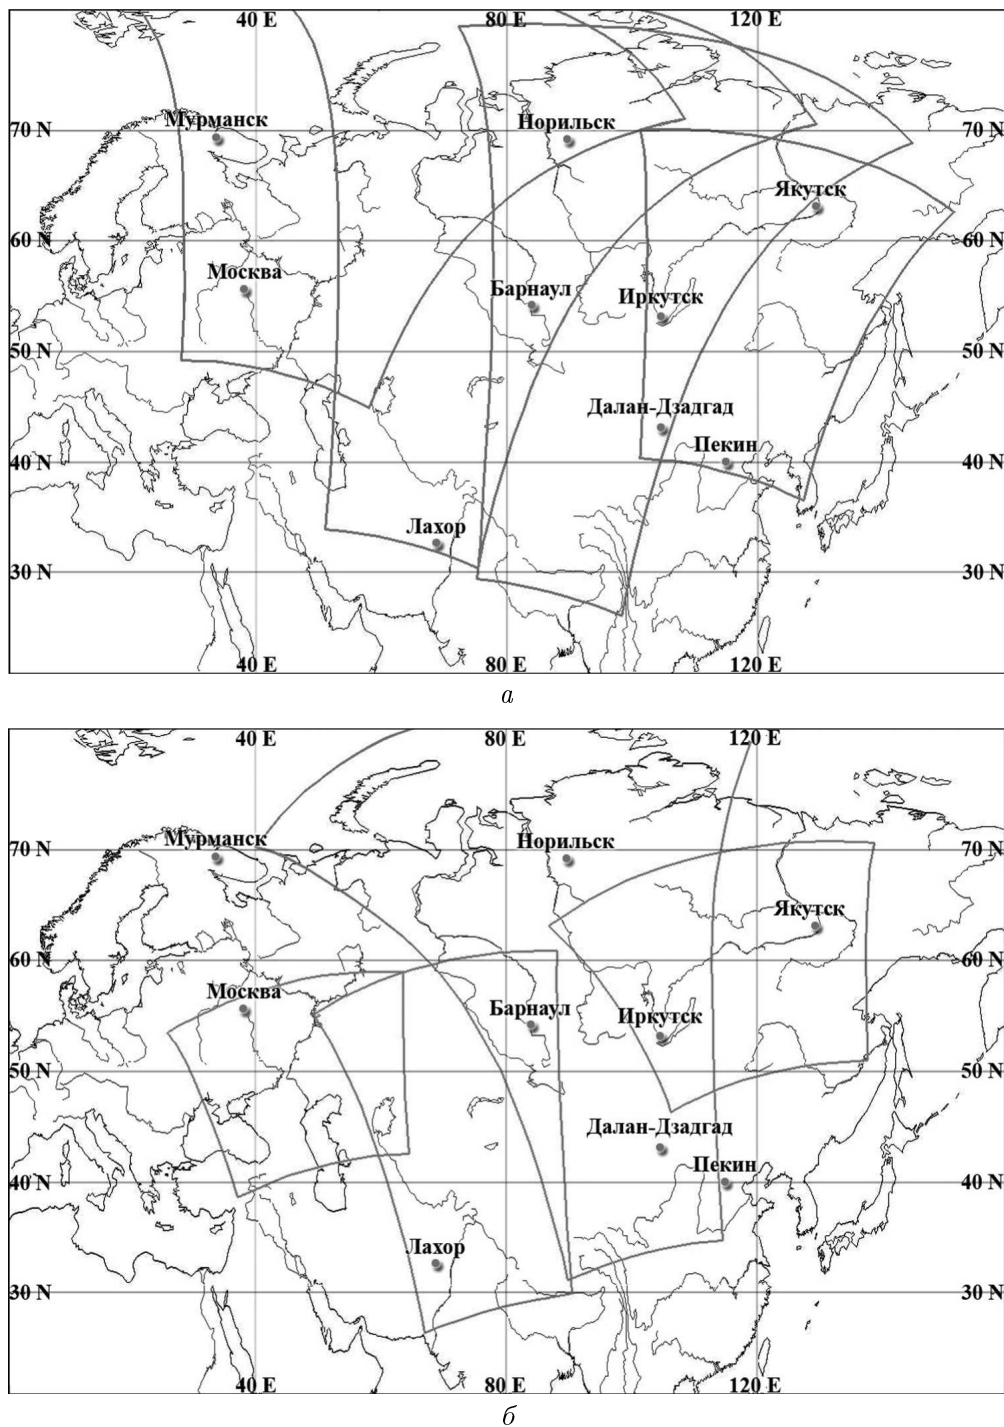 40 E 80 E 120 E
Мурманск
Норильск
70 N 70 N
Якутск
60 N 60 N
Москва
Барнаул Иркутск
50 N 50 N
Далан-Дзадгад
Пекин
40 N 40 N
Лахор
30 N 30 N
40 E 80 E 120 E
а
40 E 80 E 120 E
Мурманск
Норильск
70 N 70 N
Якутск
60 N 60 N
Москва
Барнаул Иркутск
50 N 50 N
Далан-Дзадгад
Пекин
40 N 40 N
Лахор
30 N 30 N
40 E 80 E 120 E
б